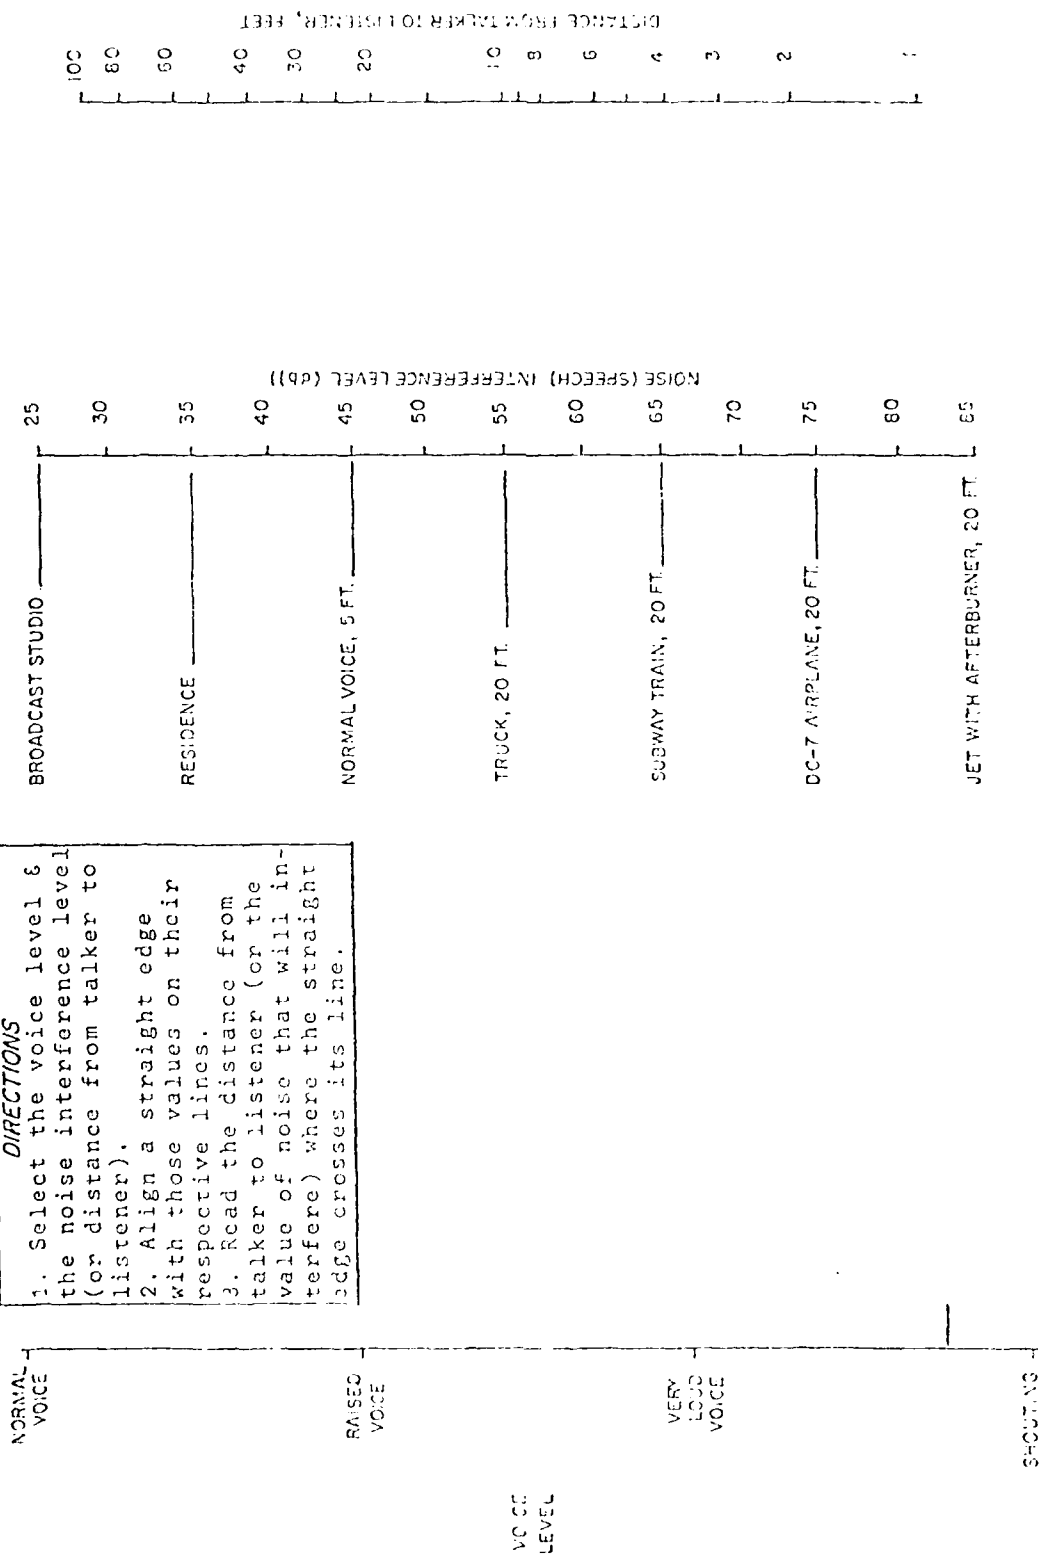 DIRECTIONS
1. Select the voice level &
the noise interference level
(or distance from talker to
listener).
2. Align a straight edge
with those values on their
respective lines.
3. Read the distance from
talker to listener (or the
value of noise that will in-
terfere) where the straight
edge crosses its line.
VOICE
LEVEL
NORMAL
VOICE
RAISED
VOICE
VERY
LOUD
VOICE
SHOUTING
BROADCAST STUDIO
RESIDENCE
NORMAL VOICE, 5 FT.
TRUCK, 20 FT.
SUBWAY TRAIN, 20 FT.
DC-7 AIRPLANE, 20 FT.
JET WITH AFTERBURNER, 20 FT.
25
30
35
40
45
50
55
60
65
70
75
80
85
NOISE (SPEECH) INTERFERENCE LEVEL (db))
100
80
60
40
30
20
10
8
6
4
3
2
1
DISTANCE FROM TALKER TO LISTENER, FEET